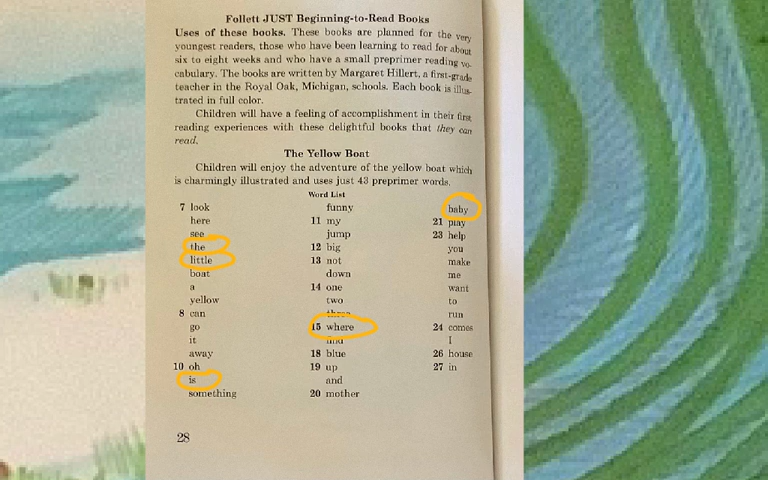 Follett JUST Beginning-to-Read Books
Uses of these books. These books are planned for the very
youngest readers, those who have been learning to read for about
six to eight weeks and who have a small preprimer reading vo-
cabulary. The books are written by Margaret Hillert, a first-grade
teacher in the Royal Oak, Michigan, schools. Each book is illus-
trated in full color.
Children will have a feeling of accomplishment in their first
reading experiences with these delightful books that they can
read.
The Yellow Boat
Children will enjoy the adventure of the yellow boat which
is charmingly illustrated and uses just 43 preprimer words.
Word List
7 look
here
see
the
little
boat
a
yellow
8 can
go
it
away
10 oh
is
something
funny
11 my
jump
12 big
13 not
down
14 one
two
three
15 where
find
18 blue
19 up
and
20 mother
baby
21 play
23 help
you
make
me
want
to
run
24 comes
I
26 house
27 in
28